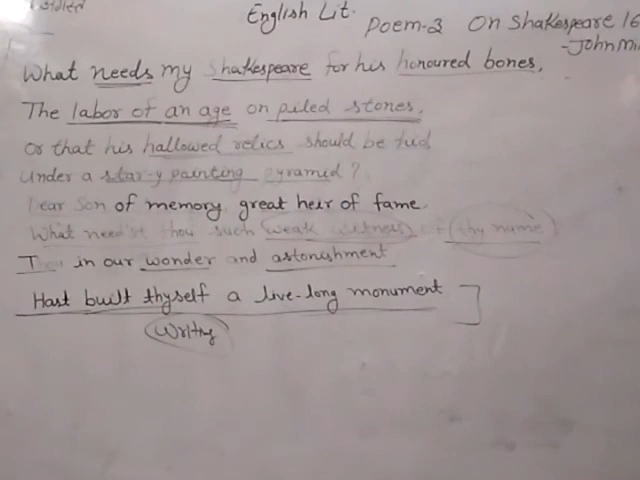 English Lit.
Poem-2 On Shakespeare 16
-John Mi
What needs my Shakespeare for his honoured bones,
The labor of an age on piled stones,
Or that his hallowed relics should be hid
Under a star-y painting pyramid?
Dear Son of memory, great heir of fame,
What need'st thou such weak witness of thy name
Thou in our wonder and astonishment
Hast built thyself a live-long monument
Writing